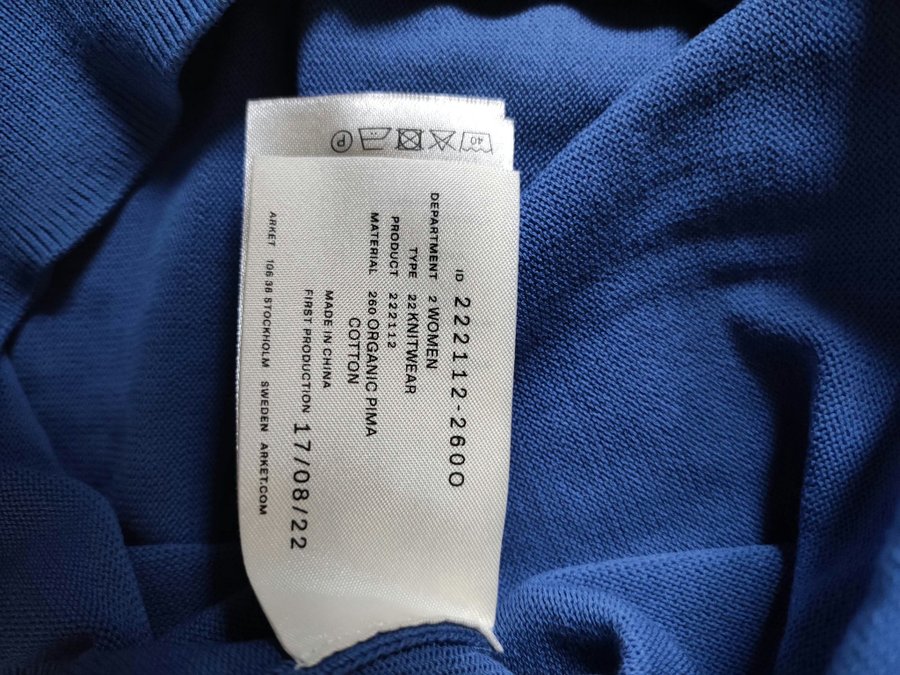 40
P
ID 222112-2600
DEPARTMENT 2 WOMEN
TYPE 22 KNITWEAR
PRODUCT 222112
MATERIAL 260 ORGANIC PIMA
COTTON
MADE IN CHINA
FIRST PRODUCTION 17/08/22
ARKET 106 38 STOCKHOLM SWEDEN ARKET.COM